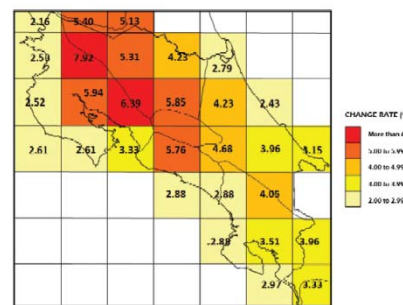 2.16 5.40 5.13
2.53 7.92 5.31 4.23 2.79
2.52 5.94 6.39 5.85 4.23 2.43
2.61 2.61 3.33 5.76 4.68 3.96 3.15
2.88 2.88 4.05
2.88 3.51 3.96
2.97 3.33
CHANGE RATE
More than
5.00 to 5.99
4.00 to 4.99
2.00 to 2.99